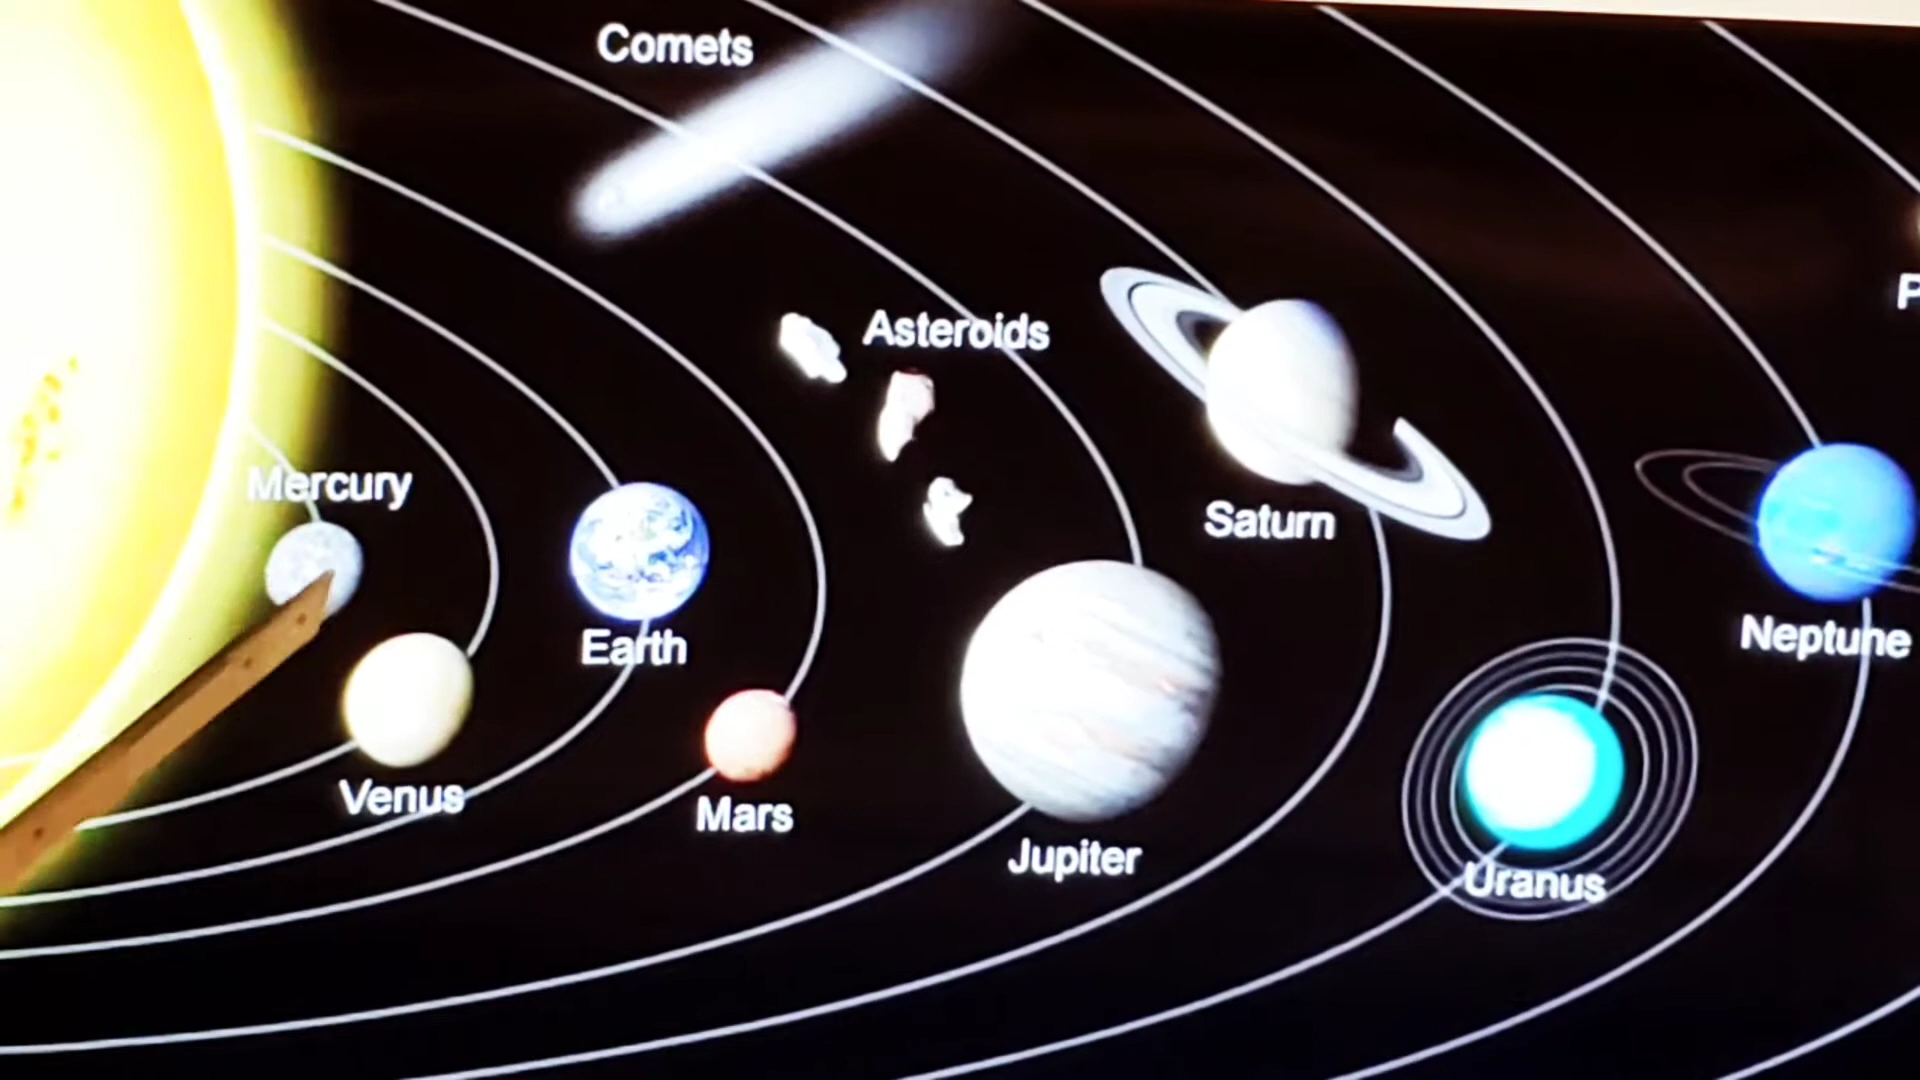 Comets
Asteroids
Mercury
Saturn
Earth
Neptune
Venus
Mars
Jupiter
Uranus
P